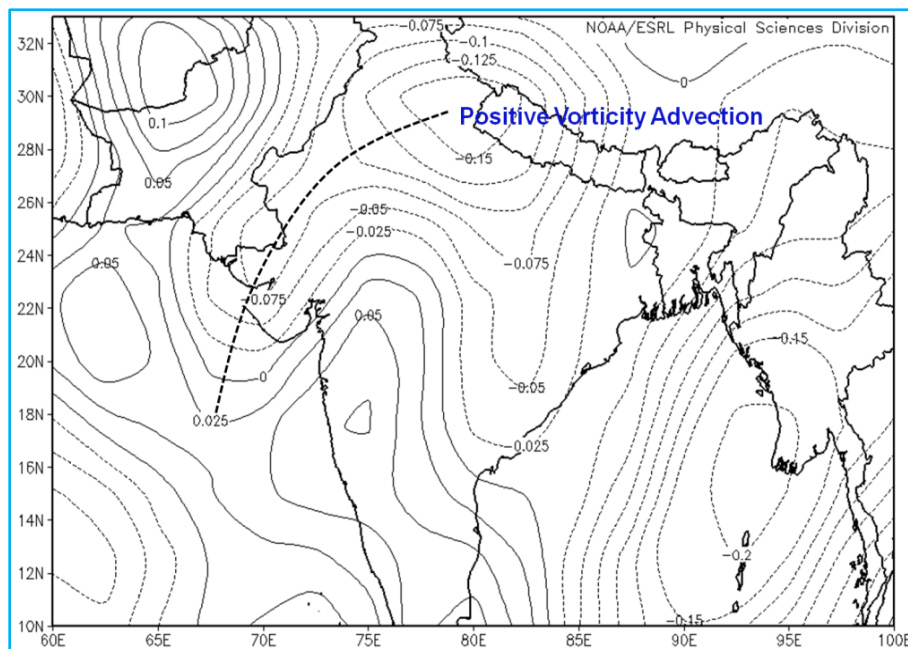 NOAA/ESRL Physical Sciences Division
Positive Vorticity Advection
33N
30N
28N
26N
24N
22N
20N
18N
16N
14N
12N
10N
60E
65E
70E
75E
80E
85E
90E
95E
100E
-0.075
-0.1
-0.125
0
0.1
-0.15
0.05
-0.05
-0.025
0.05
-0.075
-0.075
0.05
-0.15
0
-0.05
0.025
-0.025
-0.2
-0.15